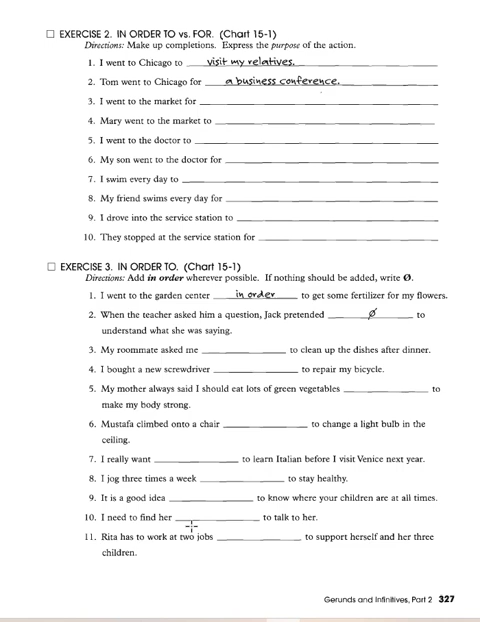 EXERCISE 2. IN ORDER TO vs. FOR. (Chart 15-1)
Directions: Make up completions. Express the purpose of the action.
1. I went to Chicago to visit my relatives.
2. Tom went to Chicago for a business conference.
3. I went to the market for
4. Mary went to the market to
5. I went to the doctor to
6. My son went to the doctor for
7. I swim every day to
8. My friend swims every day for
9. I drove into the service station to
10. They stopped at the service station for
EXERCISE 3. IN ORDER TO. (Chart 15-1)
Directions: Add in order wherever possible. If nothing should be added, write Ø.
1. I went to the garden center in order to get some fertilizer for my flowers.
2. When the teacher asked him a question, Jack pretended Ø to
understand what she was saying.
3. My roommate asked me ____ to clean up the dishes after dinner.
4. I bought a new screwdriver ____ to repair my bicycle.
5. My mother always said I should eat lots of green vegetables ____ to
make my body strong.
6. Mustafa climbed onto a chair ____ to change a light bulb in the
ceiling.
7. I really want ____ to learn Italian before I visit Venice next year.
8. I jog three times a week ____ to stay healthy.
9. It is a good idea ____ to know where your children are at all times.
10. I need to find her ____ to talk to her.
11. Rita has to work at two jobs ____ to support herself and her three
children.
Gerunds and Infinitives, Part 2 327